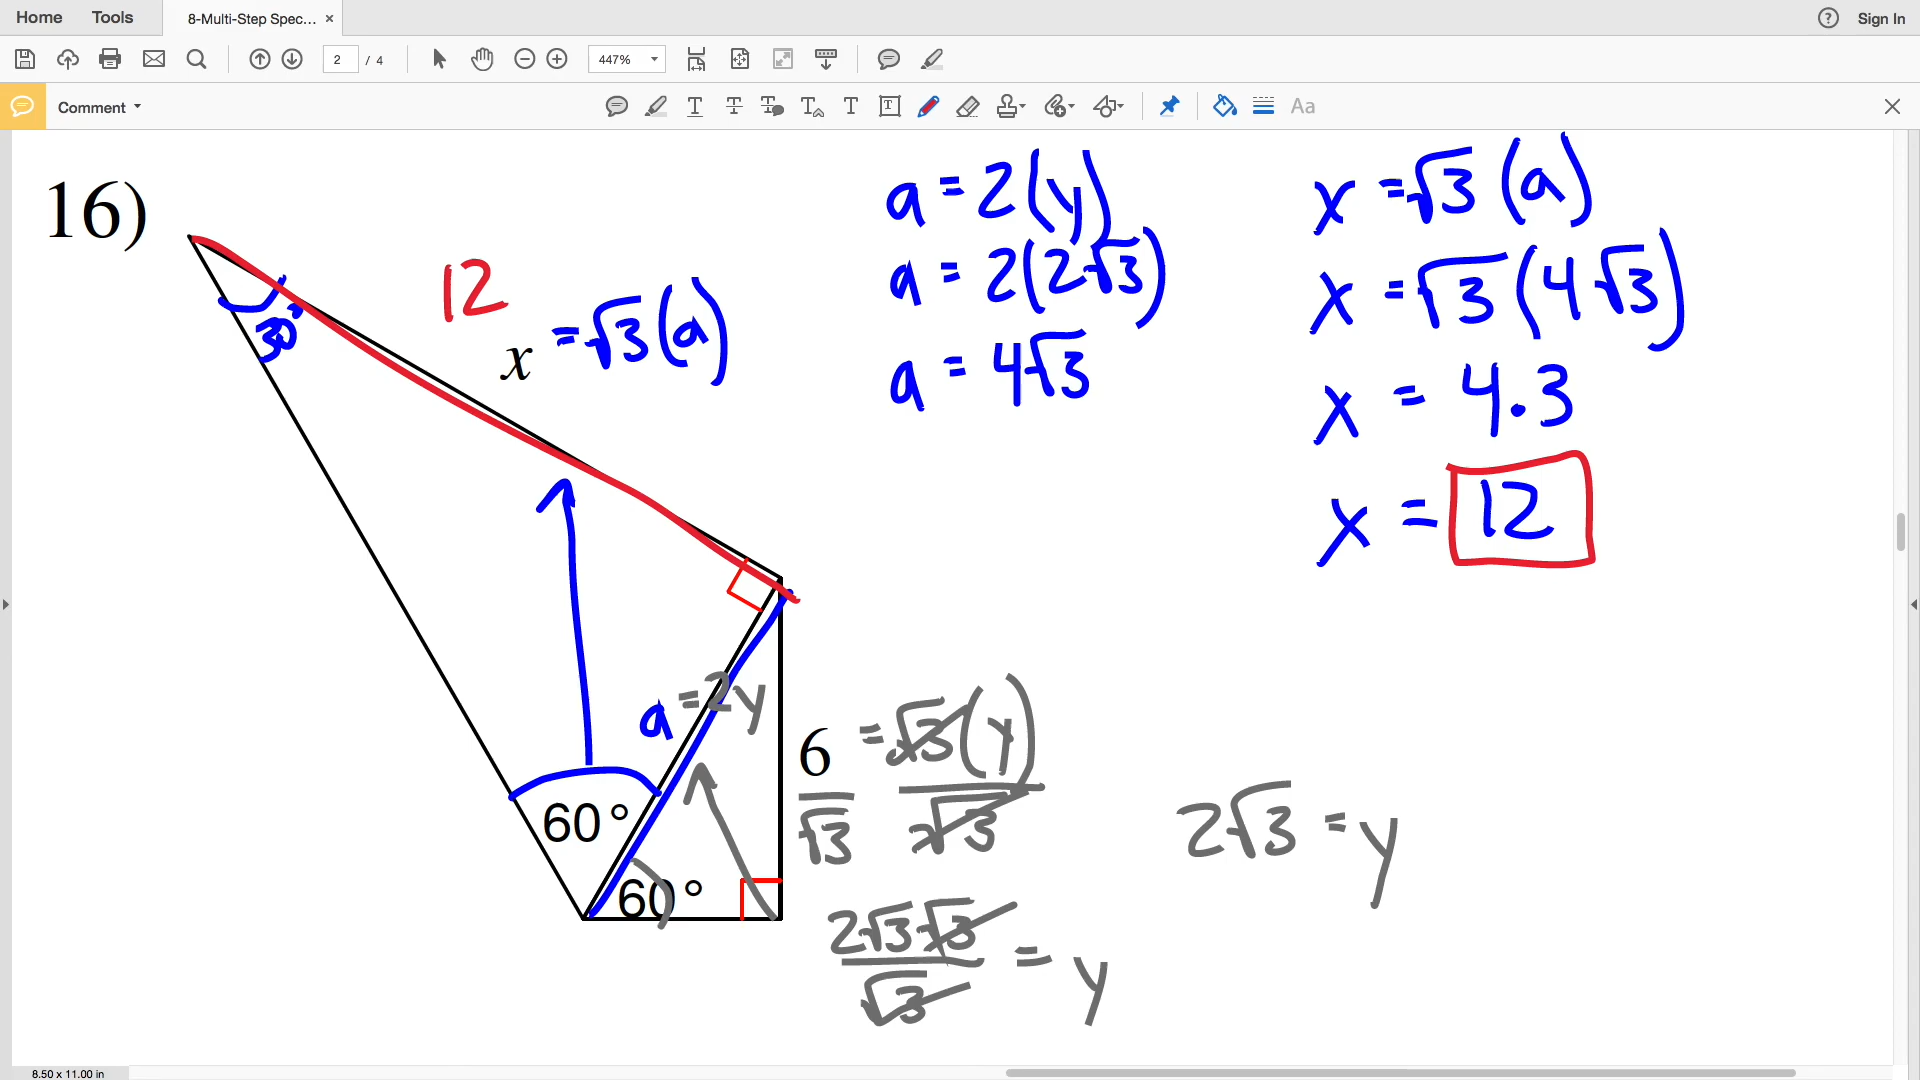 Home Tools 8-Multi-Step Spec... × ? Sign In
2 / 4 447%
Comment T T T T T T Aa
16)
12
30°
x = √3(a)
a = 2(y)
a = 2(2√3)
a = 4√3
x = √3(a)
x = √3(4√3)
x = 4·3
x = 12
a = 2y
60°
60°
6 = √3(y)
√3 √3
2√3√3 = y
√3
2√3 = y
8.50 x 11.00 in